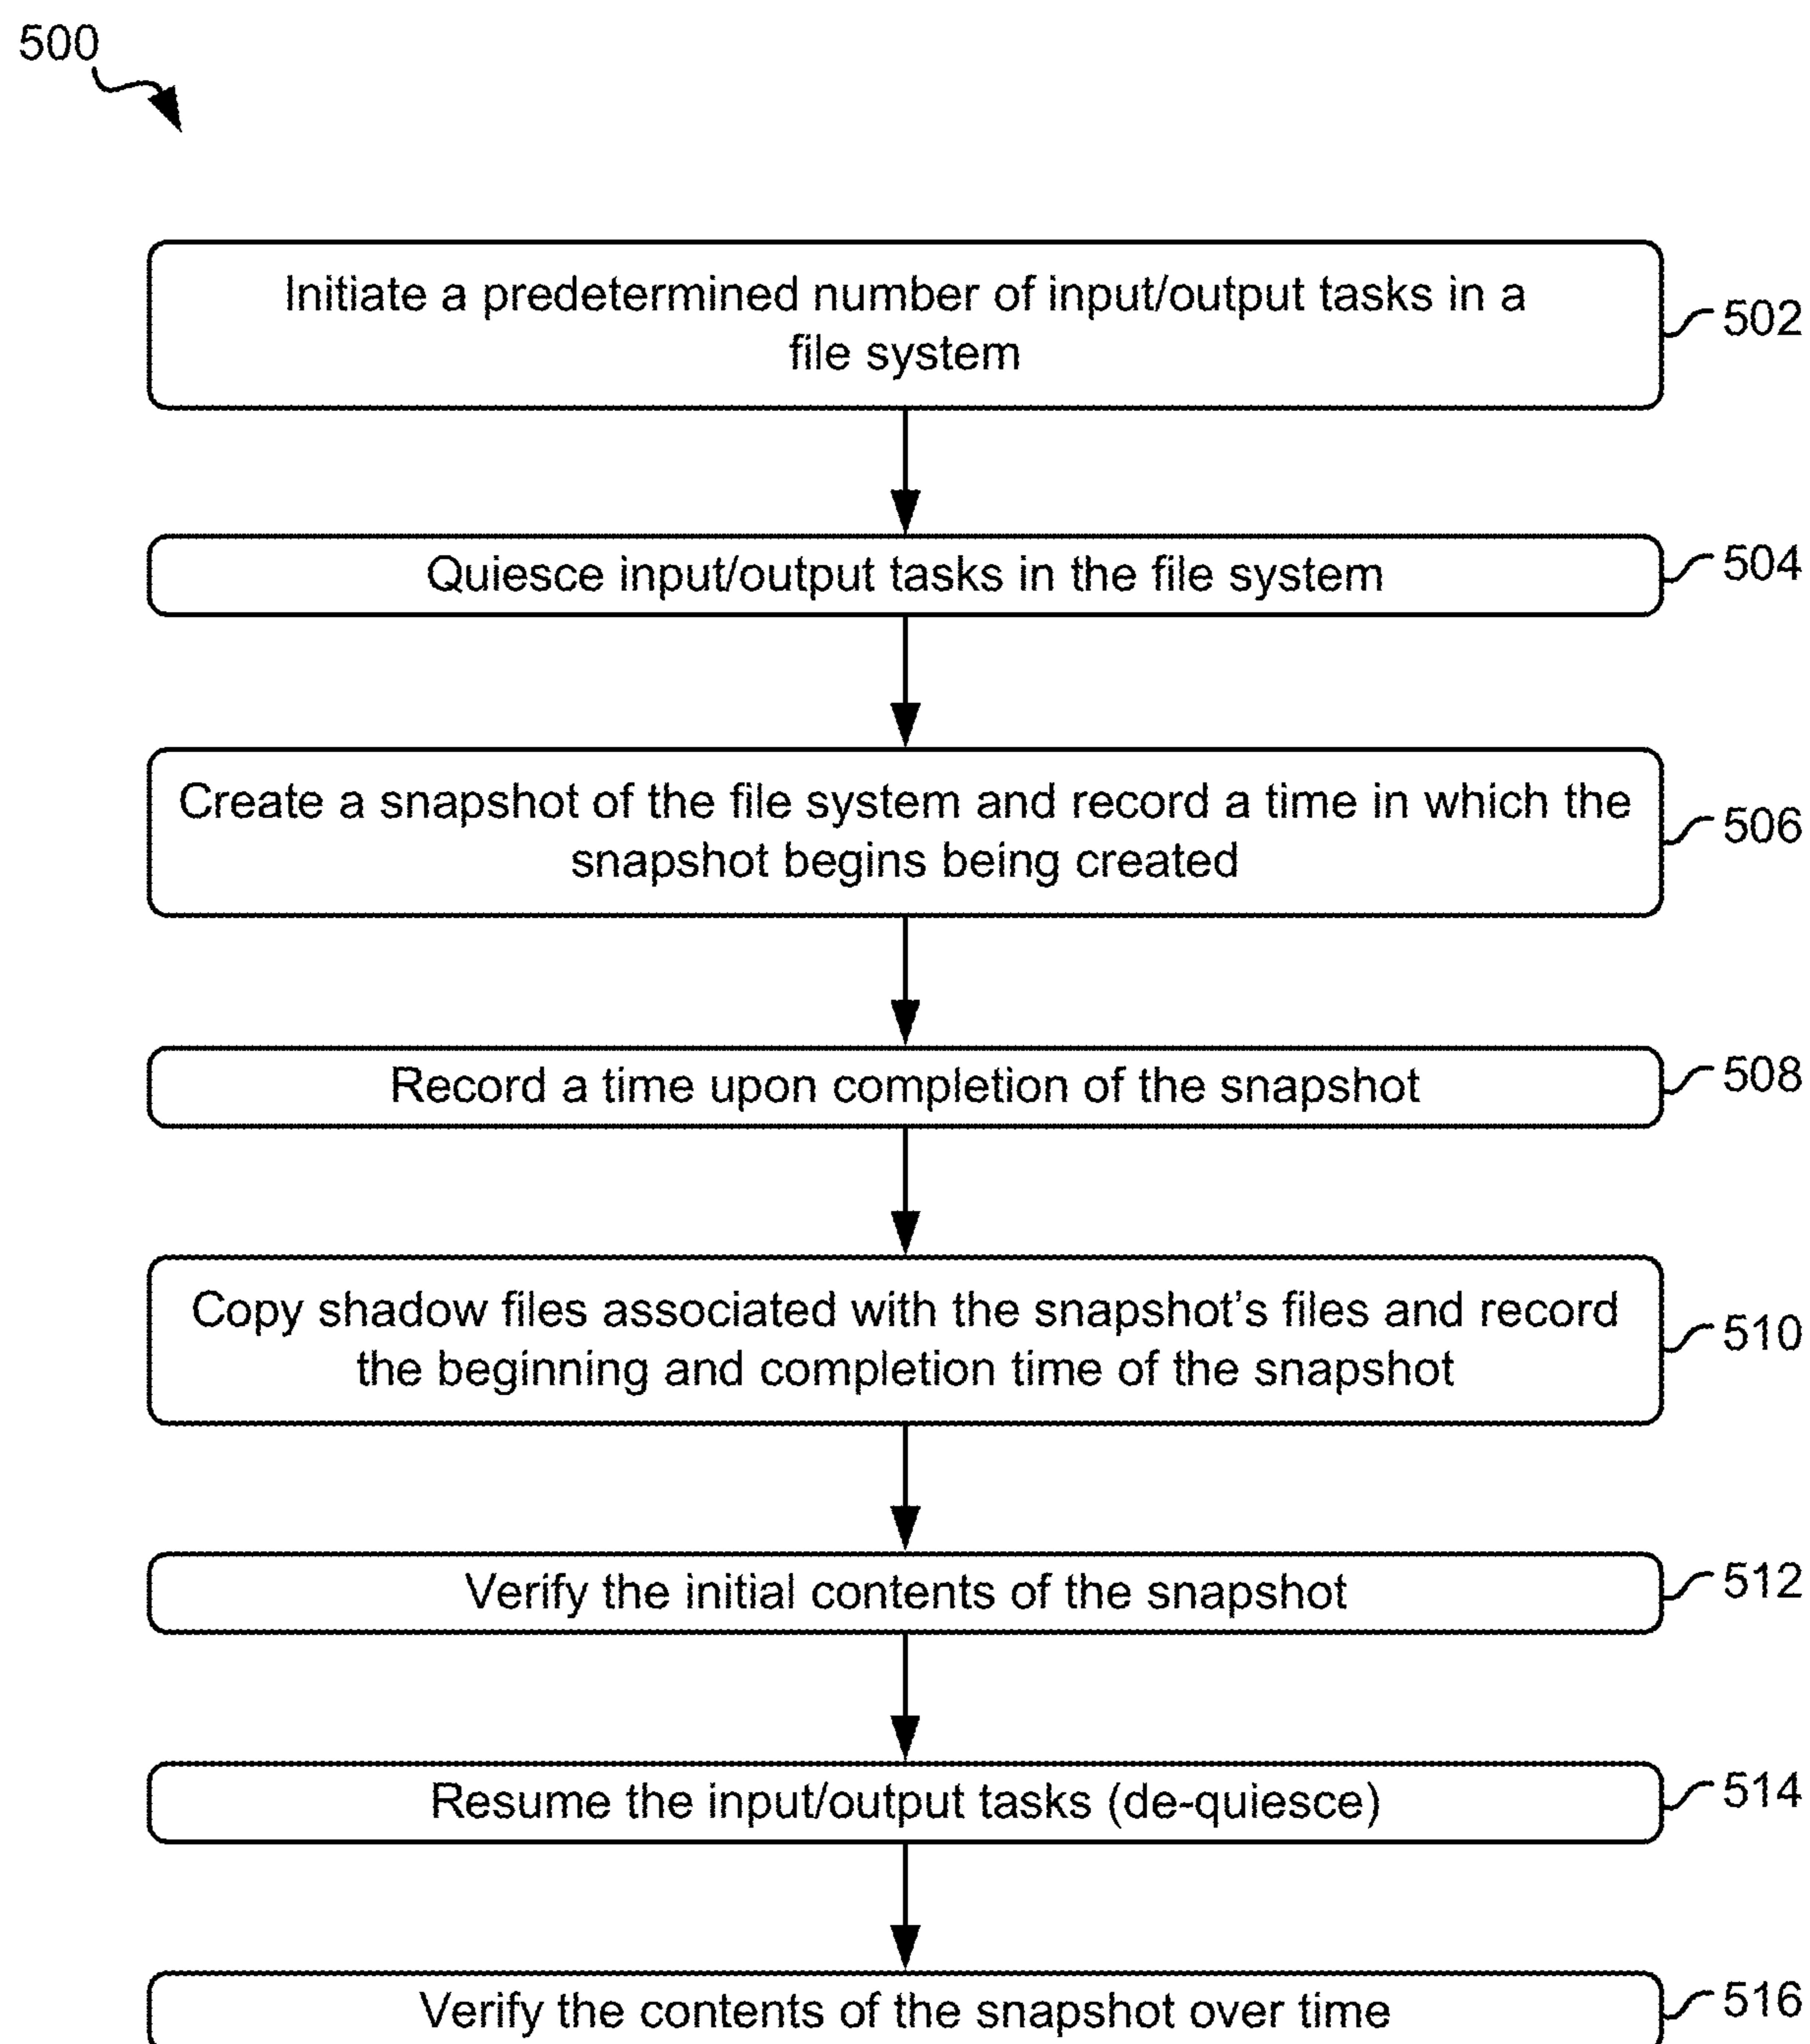 500
Initiate a predetermined number of input/output tasks in a
file system
502
Quiesce input/output tasks in the file system
504
Create a snapshot of the file system and record a time in which the
snapshot begins being created
506
Record a time upon completion of the snapshot
508
Copy shadow files associated with the snapshot’s files and record
the beginning and completion time of the snapshot
510
Verify the initial contents of the snapshot
512
Resume the input/output tasks (de-quiesce)
514
Verify the contents of the snapshot over time
516